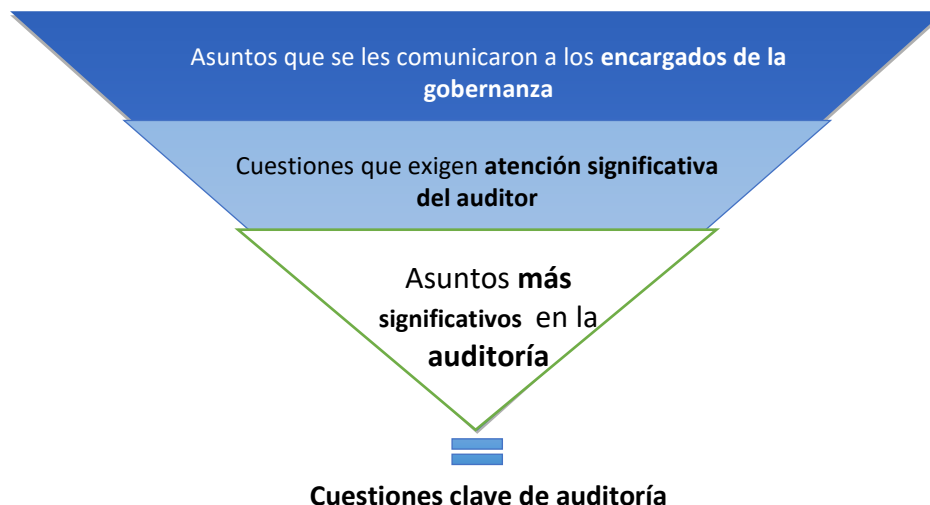 Asuntos que se les comunicaron a los encargados de la
gobernanza
Cuestiones que exigen atención significativa
del auditor
Asuntos más
significativos en la
auditoría
Cuestiones clave de auditoría